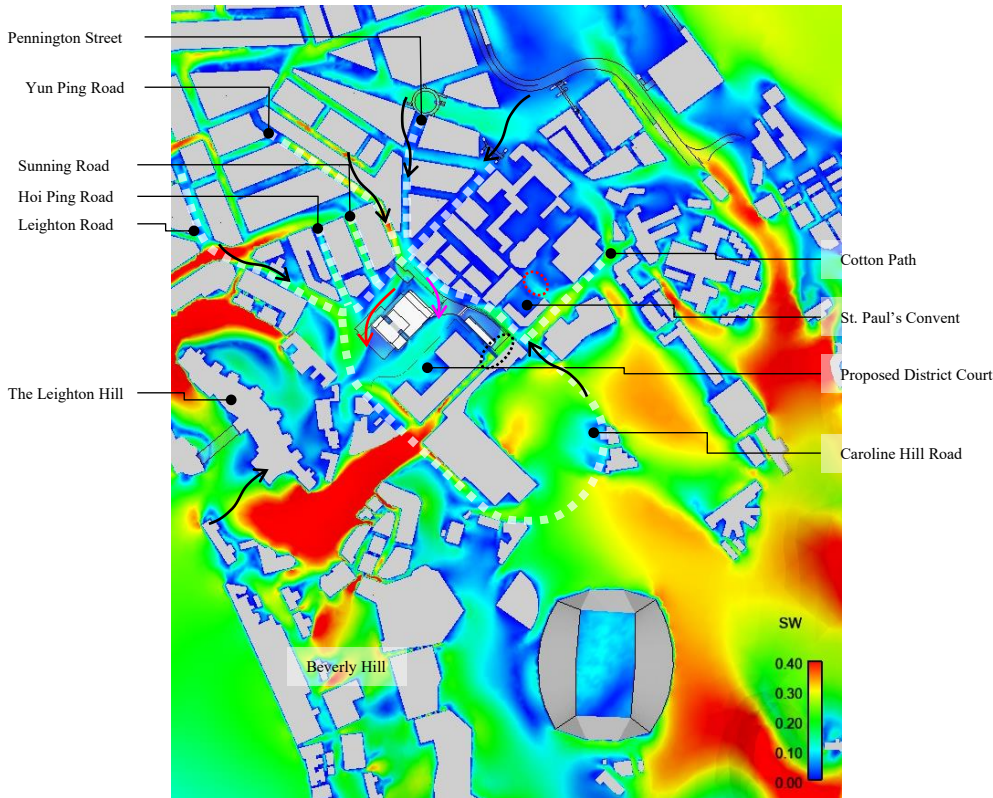 Pennington Street
Yun Ping Road
Sunning Road
Hoi Ping Road
Leighton Road
The Leighton Hill
Cotton Path
St. Paul's Convent
Proposed District Court
Caroline Hill Road
Beverly Hill
SW
0.40
0.30
0.20
0.10
0.00